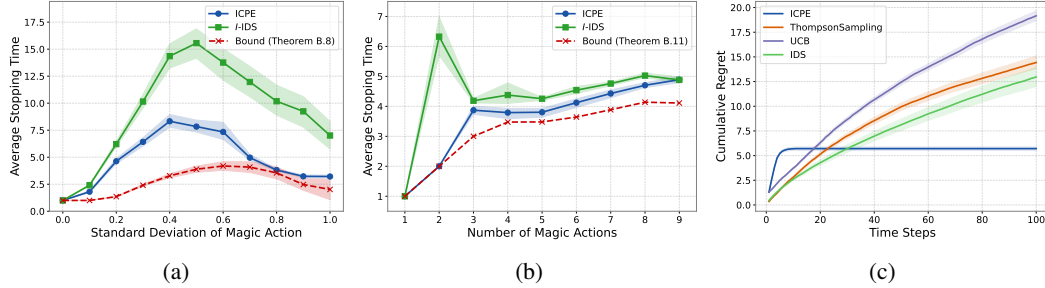 ICPE
I-IDS
Bound (Theorem B.8)
Average Stopping Time
17.5
15.0
12.5
10.0
7.5
5.0
2.5
0.0
0.0 0.2 0.4 0.6 0.8 1.0
Standard Deviation of Magic Action
(a)
ICPE
I-IDS
Bound (Theorem B.11)
Average Stopping Time
7
6
5
4
3
2
1
1 2 3 4 5 6 7 8 9
Number of Magic Actions
(b)
ICPE
ThompsonSampling
UCB
IDS
Cumulative Regret
20.0
17.5
15.0
12.5
10.0
7.5
5.0
2.5
0.0
0 20 40 60 80 100
Time Steps
(c)